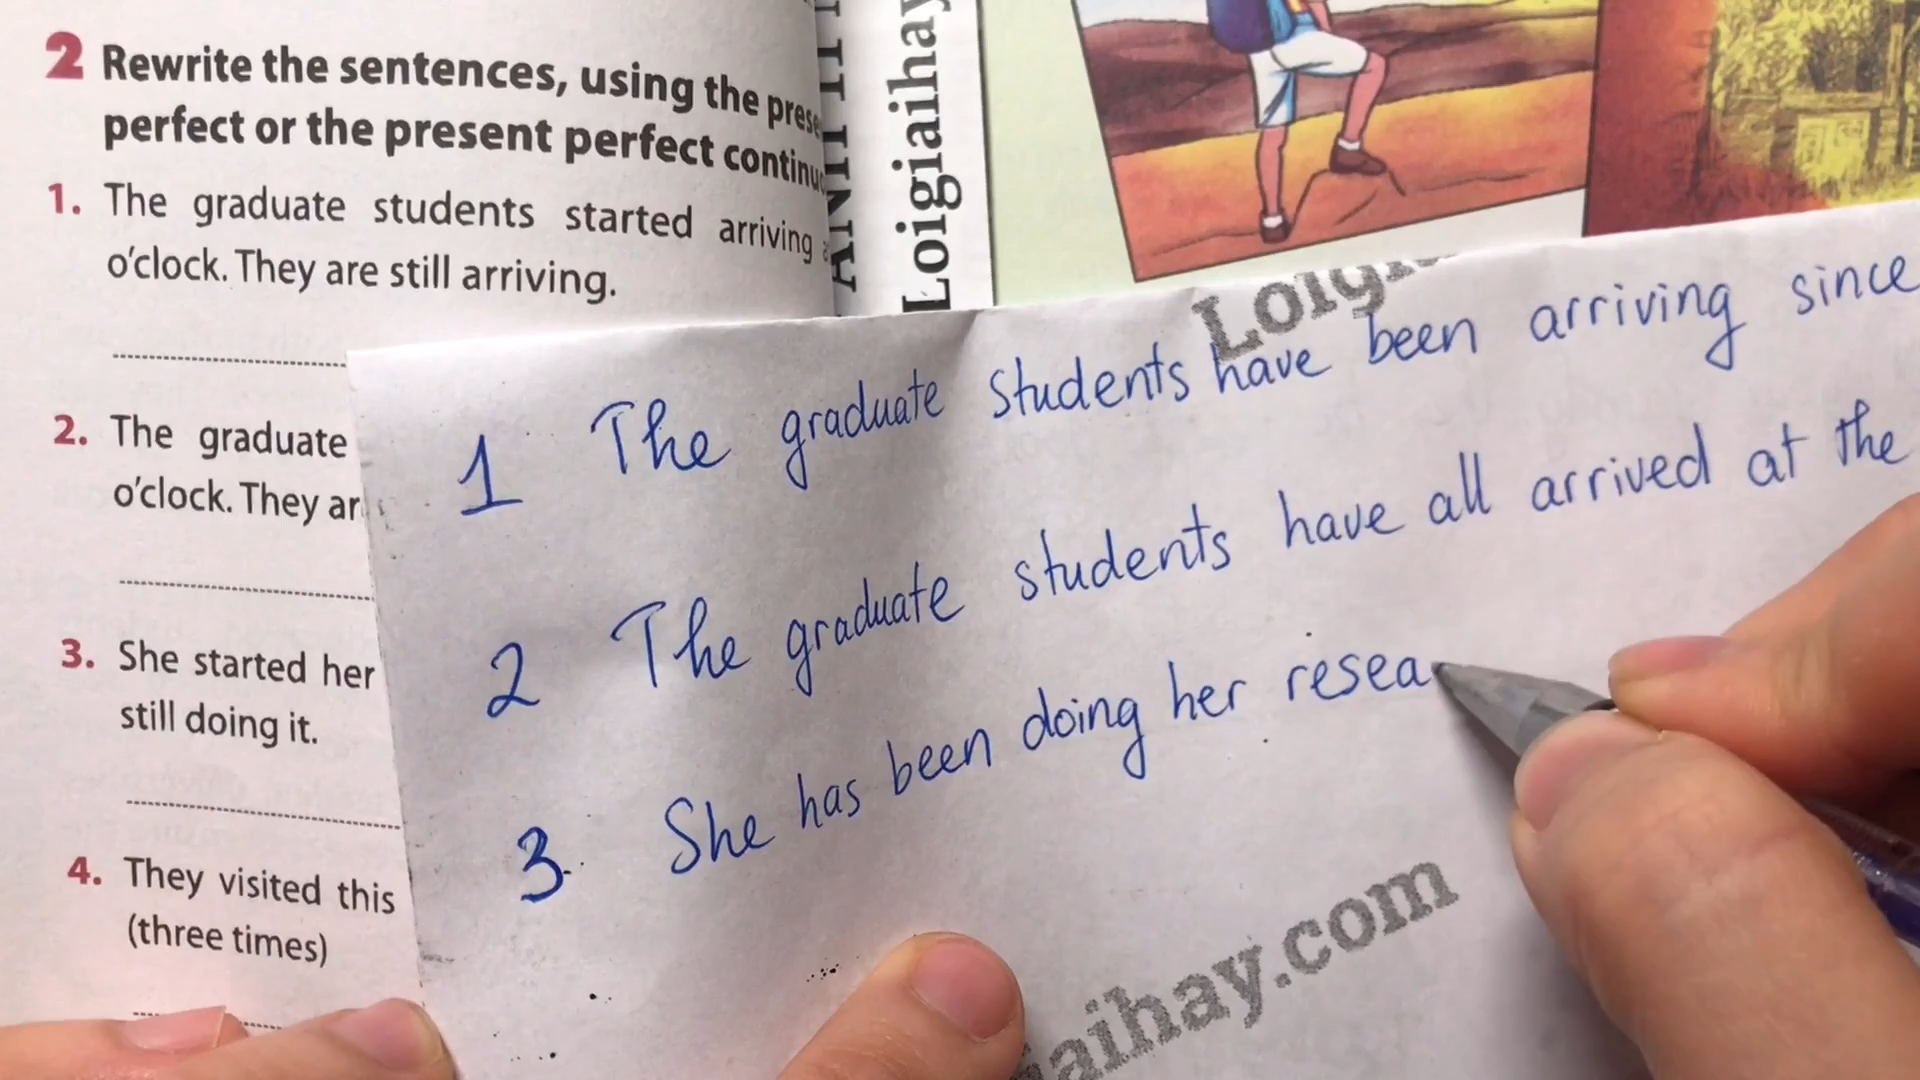 2 Rewrite the sentences, using the
perfect or the present perfect
1. The graduate students started arriving
o'clock. They are still arriving.
2. The graduate
o'clock. They
3. She started her
still doing it.
4. They visited this
(three times)
Loigiaihay
1 The graduate students have been arriving since
2 The graduate students have all arrived at the
3. She has been doing her resea
aihay.com